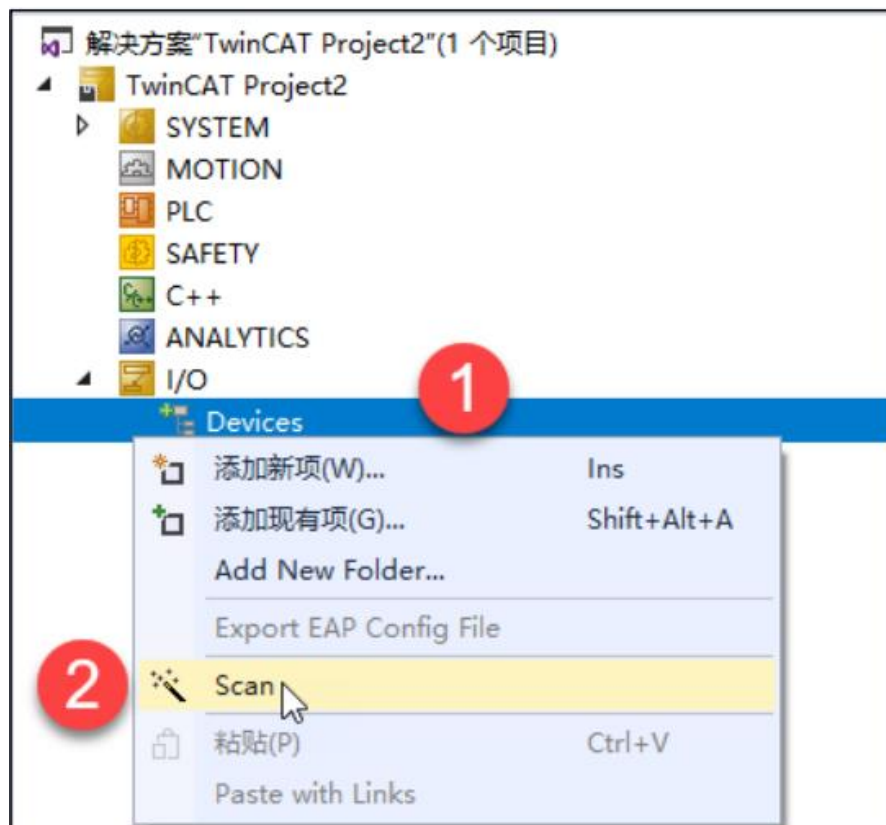 解决方案"TwinCAT Project2"(1 个项目)
TwinCAT Project2
SYSTEM
MOTION
PLC
SAFETY
C++
ANALYTICS
I/O
1
Devices
添加新项(W)... Ins
添加现有项(G)... Shift+Alt+A
Add New Folder...
Export EAP Config File
2
Scan
粘贴(P) Ctrl+V
Paste with Links